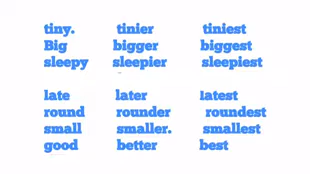 tiny. tinier tiniest
Big bigger biggest
sleepy sleepier sleepiest
late later latest
round rounder roundest
small smaller. smallest
good better best